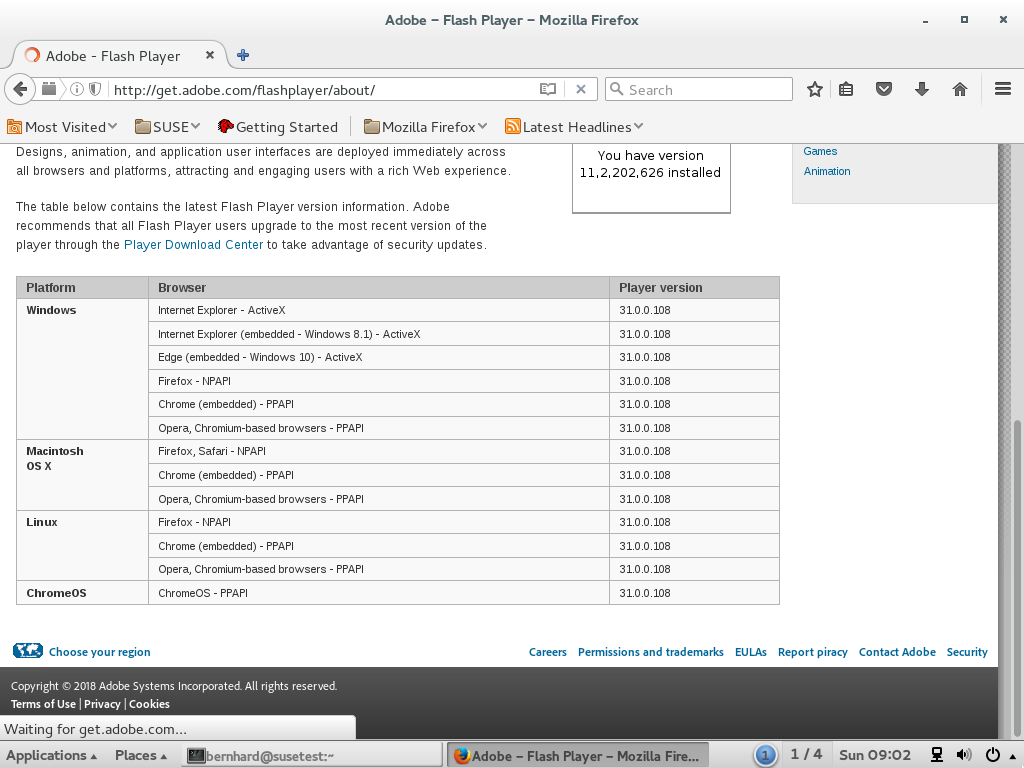 Adobe – Flash Player – Mozilla Firefox
Adobe - Flash Player
http://get.adobe.com/flashplayer/about/
Search
Most Visited
SUSE
Getting Started
Mozilla Firefox
Latest Headlines
Designs, animation, and application user interfaces are deployed immediately across
all browsers and platforms, attracting and engaging users with a rich Web experience.
The table below contains the latest Flash Player version information. Adobe
recommends that all Flash Player users upgrade to the most recent version of the
player through the Player Download Center to take advantage of security updates.
You have version
11,2,202,626 installed
Games
Animation
Platform Browser Player version
Windows Internet Explorer - ActiveX 31.0.0.108
Internet Explorer (embedded - Windows 8.1) - ActiveX 31.0.0.108
Edge (embedded - Windows 10) - ActiveX 31.0.0.108
Firefox - NPAPI 31.0.0.108
Chrome (embedded) - PPAPI 31.0.0.108
Opera, Chromium-based browsers - PPAPI 31.0.0.108
Macintosh
OS X
Firefox, Safari - NPAPI 31.0.0.108
Chrome (embedded) - PPAPI 31.0.0.108
Opera, Chromium-based browsers - PPAPI 31.0.0.108
Linux Firefox - NPAPI 31.0.0.108
Chrome (embedded) - PPAPI 31.0.0.108
Opera, Chromium-based browsers - PPAPI 31.0.0.108
ChromeOS ChromeOS - PPAPI 31.0.0.108
Choose your region
Careers Permissions and trademarks EULAs Report piracy Contact Adobe Security
Copyright © 2018 Adobe Systems Incorporated. All rights reserved.
Terms of Use | Privacy | Cookies
Waiting for get.adobe.com...
Applications Places bernhard@susetest:~ Adobe – Flash Player – Mozilla Fire... 1 1 / 4 Sun 09:02